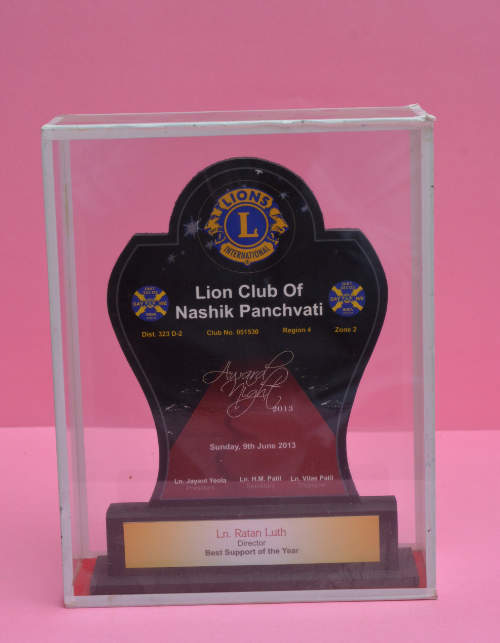 LIONS
L
INTERNATIONAL
Lion Club Of
Nashik Panchvati
Dist. 323 D-2 Club No. 051536 Region 4 Zone 2
Award
Night
2013
Sunday, 9th June 2013
Ln. Jayant Yeola Ln. H.M. Patil Ln. Vilas Patil
President Secretary
Ln. Ratan Luth
Director
Best Support of the Year